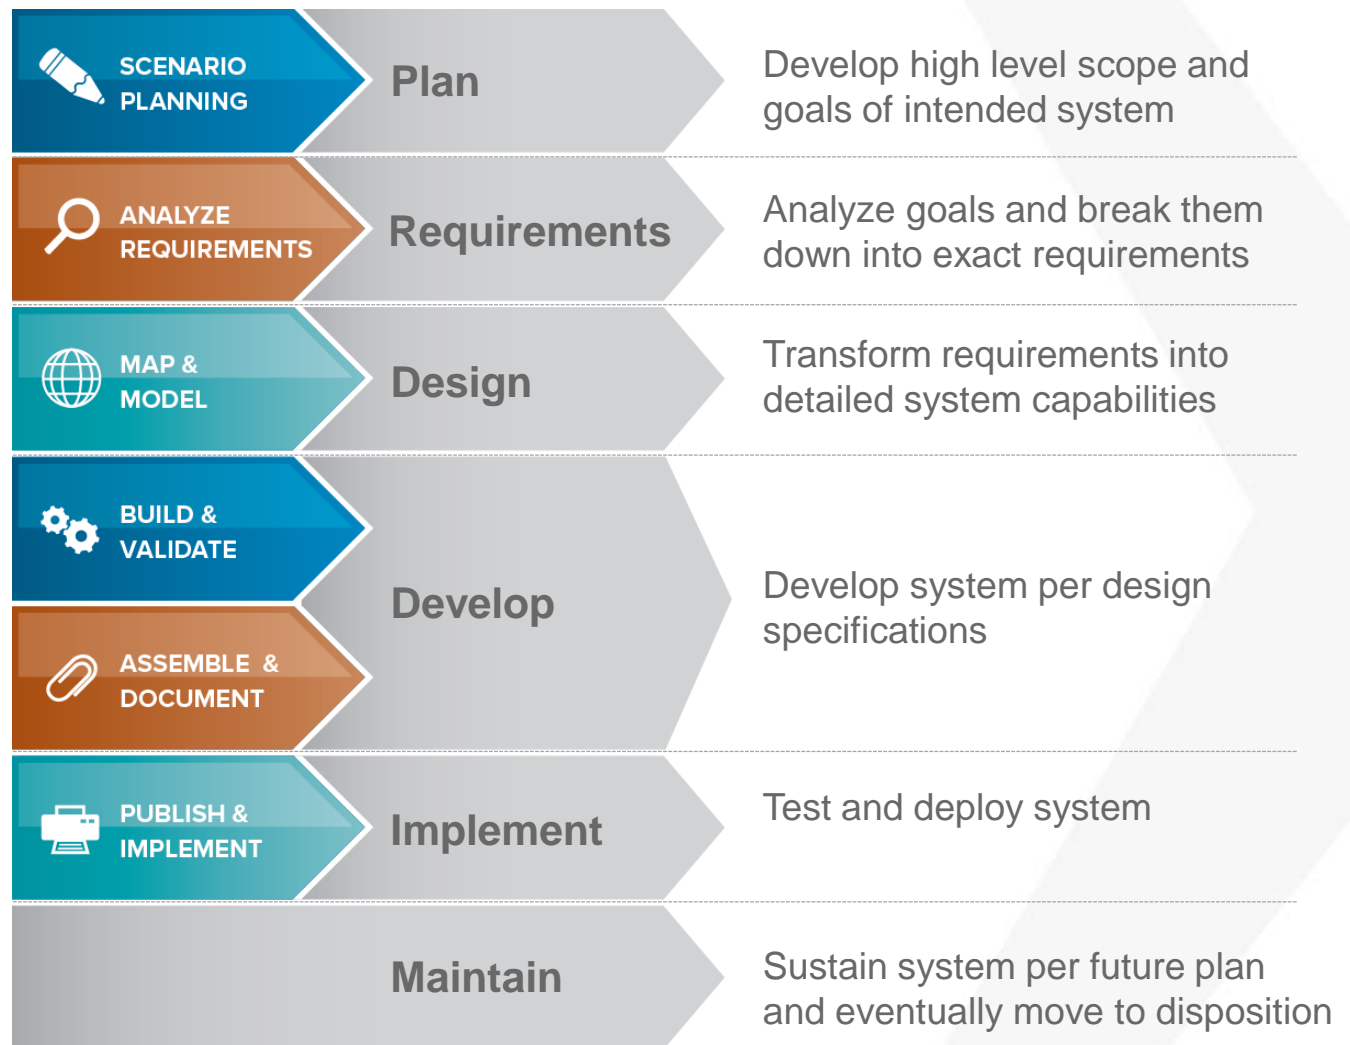 SCENARIO
PLANNING
Plan
Develop high level scope and
goals of intended system
ANALYZE
REQUIREMENTS
Requirements
Analyze goals and break them
down into exact requirements
MAP &
MODEL
Design
Transform requirements into
detailed system capabilities
BUILD &
VALIDATE
ASSEMBLE &
DOCUMENT
Develop
Develop system per design
specifications
PUBLISH &
IMPLEMENT
Implement
Test and deploy system
Maintain
Sustain system per future plan
and eventually move to disposition